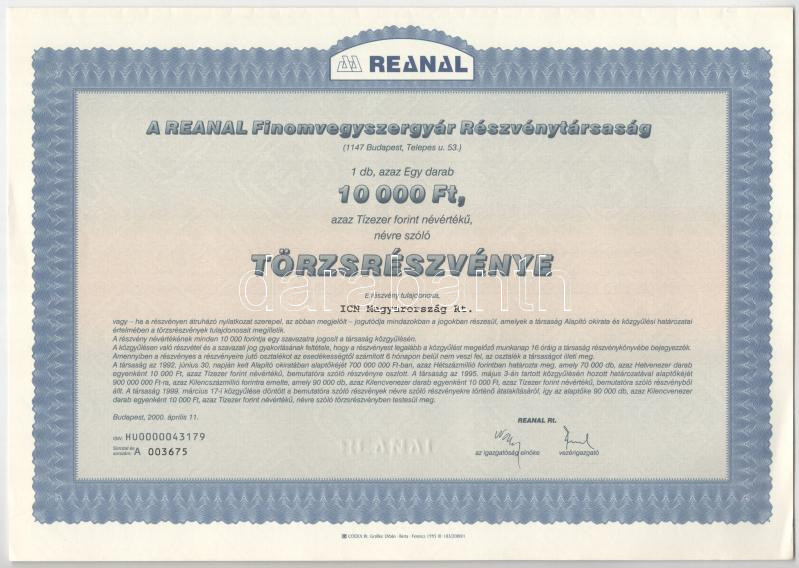 REANAL
A REANAL Finomvegyszergyár Részvénytársaság
(1147 Budapest, Telepes u. 53.)
1 db, azaz Egy darab
10 000 Ft,
azaz Tízezer forint névértékű,
névre szóló
TÖRZSRÉSZVÉNYE
E részvény tulajdonosa,
ICN Magyarország Rt.
vagy – ha a részvényen átruházó nyilatkozat szerepel, az abban megjelölt – jogutódja mindazokban a jogokban részesül, amelyek a társaság Alapító okirata és közgyűlési határozatai
értelmében a törzsrészvények tulajdonosait megilletik.
A részvény névértékének minden 10 000 forintja egy szavazatra jogosít a társaság közgyűlésén.
A közgyűlésen való részvétel és a szavazati jog gyakorlásának feltétele, hogy a részvényest legalább a közgyűlést megelőző munkanap 16 óráig a társaság részvénykönyvébe bejegyezzék.
Amennyiben a részvényes a részvényeire jutó osztalékot az esedékességtől számított 6 hónapon belül nem veszi fel, az osztalék a társaságot illeti meg.
A társaság az 1992. június 30. napján kelt Alapító okiratában alaptőkéjét 700 000 000 Ft-ban, azaz Hétszázmillió forintban határozta meg, amely 70 000 db, azaz Hetvenezer darab
egyenként 10 000 Ft, azaz Tízezer forint névértékű, bemutatóra szóló részvényre oszlott. A társaság az 1995. május 3-án tartott közgyűlésén hozott határozatával alaptőkéjét
900 000 000 Ft-ra, azaz Kilencszázmillió forintra emelte, amely 90 000 db, azaz Kilencvenezer darab egyenként 10 000 Ft, azaz Tízezer forint névértékű, bemutatóra szóló részvényből
állt. A társaság 1999. március 17-i közgyűlése döntött a bemutatóra szóló részvények névre szóló részvényekre történő átalakításáról, így az alaptőke 90 000 db, azaz Kilencvenezer
darab egyenként 10 000 Ft, azaz Tízezer forint névértékű, névre szóló törzsrészvényben testesül meg.
Budapest, 2000. április 11.
REANAL Rt.
ISIN: HU0000043179
Sorozat és
sorszám: A 003675
az igazgatóság elnöke
vezérigazgató
darabanth